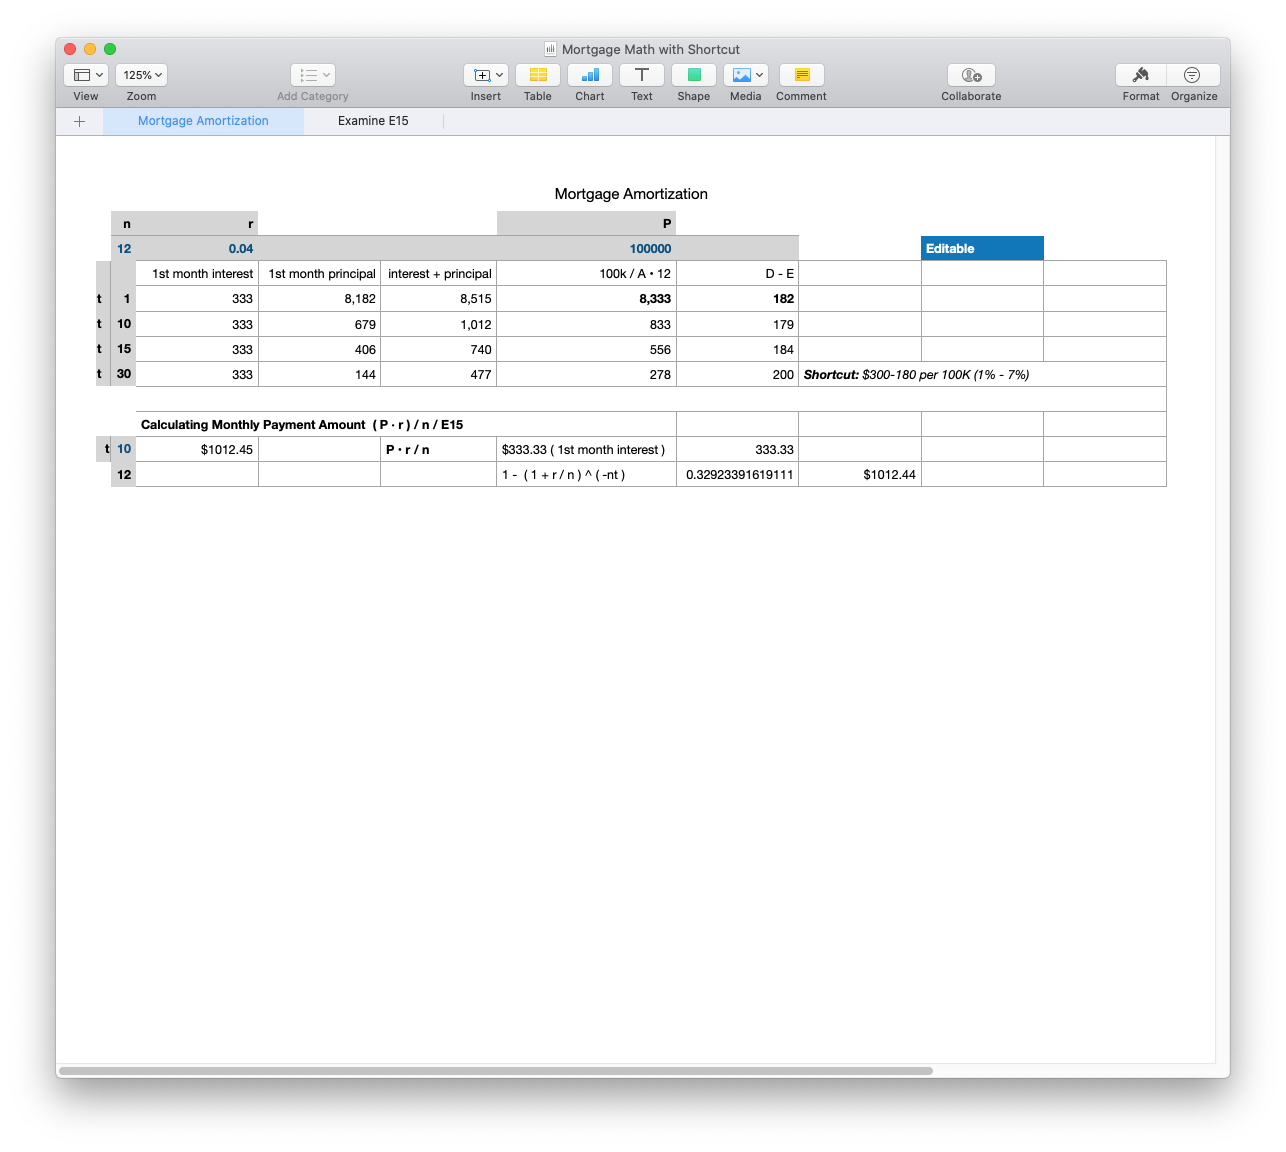 Mortgage Math with Shortcut
125%
View Zoom Add Category Insert Table Chart Text Shape Media Comment Collaborate Format Organize
Mortgage Amortization Examine E15
Mortgage Amortization
n r P
12 0.04 100000 Editable
1st month interest 1st month principal interest + principal 100k / A • 12 D - E
t 1 333 8,182 8,515 8,333 182
t 10 333 679 1,012 833 179
t 15 333 406 740 556 184
t 30 333 144 477 278 200 Shortcut: $300-180 per 100K (1% - 7%)
Calculating Monthly Payment Amount ( P · r ) / n / E15
t 10 $1012.45 P · r / n $333.33 ( 1st month interest ) 333.33
12 1 - ( 1 + r / n ) ^ ( -nt ) 0.32923391619111 $1012.44